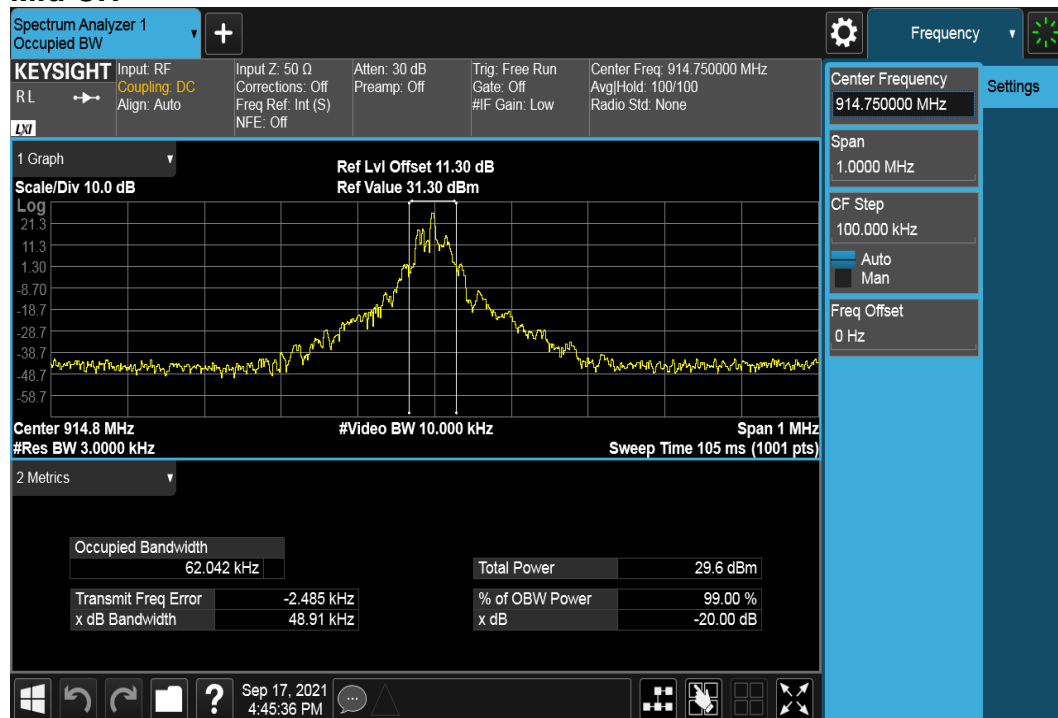 Spectrum Analyzer 1
Occupied BW
+
Frequency
KEYSIGHT
RL
LXI
Input: RF
Coupling: DC
Align: Auto
Input Z: 50 Ω
Corrections: Off
Freq Ref: Int (S)
NFE: Off
Atten: 30 dB
Preamp: Off
Trig: Free Run
Gate: Off
#IF Gain: Low
Center Freq: 914.750000 MHz
Avg|Hold: 100/100
Radio Std: None
Center Frequency
914.750000 MHz
Settings
Span
1.0000 MHz
CF Step
100.000 kHz
Auto
Man
Freq Offset
0 Hz
1 Graph
Scale/Div 10.0 dB
Ref Lvl Offset 11.30 dB
Ref Value 31.30 dBm
Log
21.3
11.3
1.30
-8.70
-18.7
-28.7
-38.7
-48.7
-58.7
Center 914.8 MHz
#Res BW 3.0000 kHz
#Video BW 10.000 kHz
Span 1 MHz
Sweep Time 105 ms (1001 pts)
2 Metrics
Occupied Bandwidth
62.042 kHz
Total Power 29.6 dBm
Transmit Freq Error -2.485 kHz
% of OBW Power 99.00 %
x dB Bandwidth 48.91 kHz
x dB -20.00 dB
?
Sep 17, 2021
4:45:36 PM